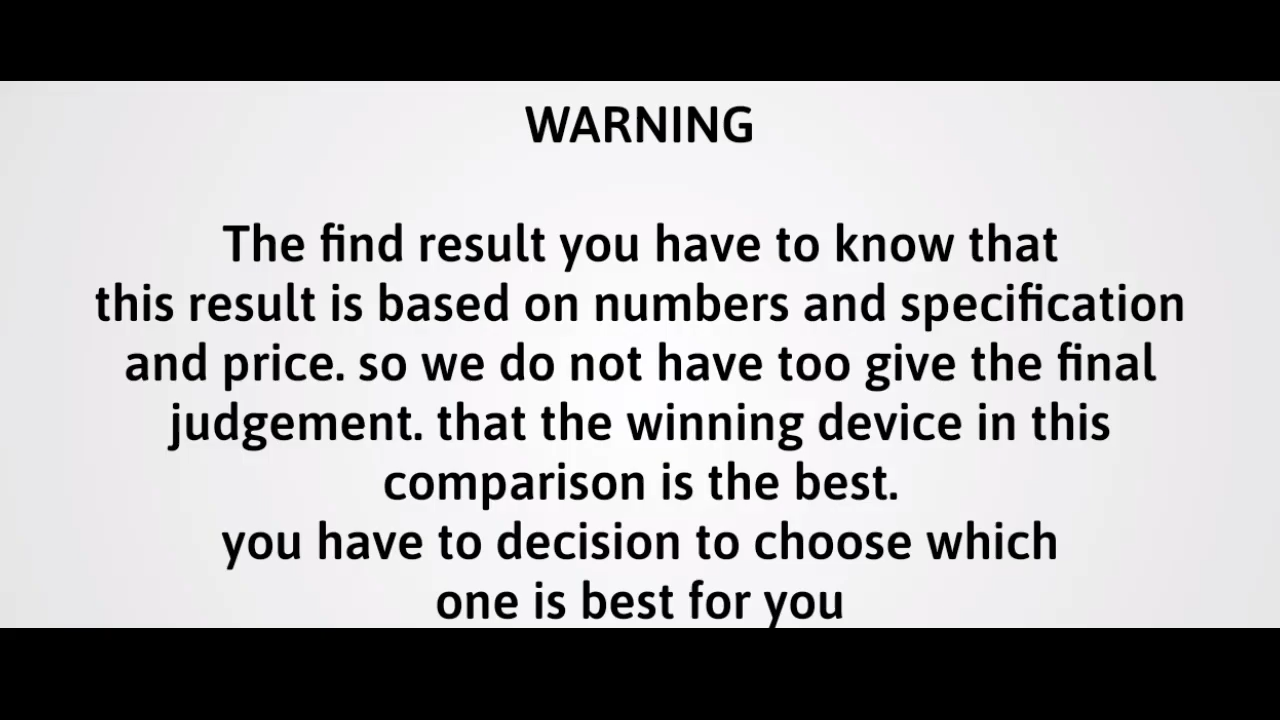 WARNING
The find result you have to know that
this result is based on numbers and specification
and price. so we do not have too give the final
judgement. that the winning device in this
comparison is the best.
you have to decision to choose which
one is best for you